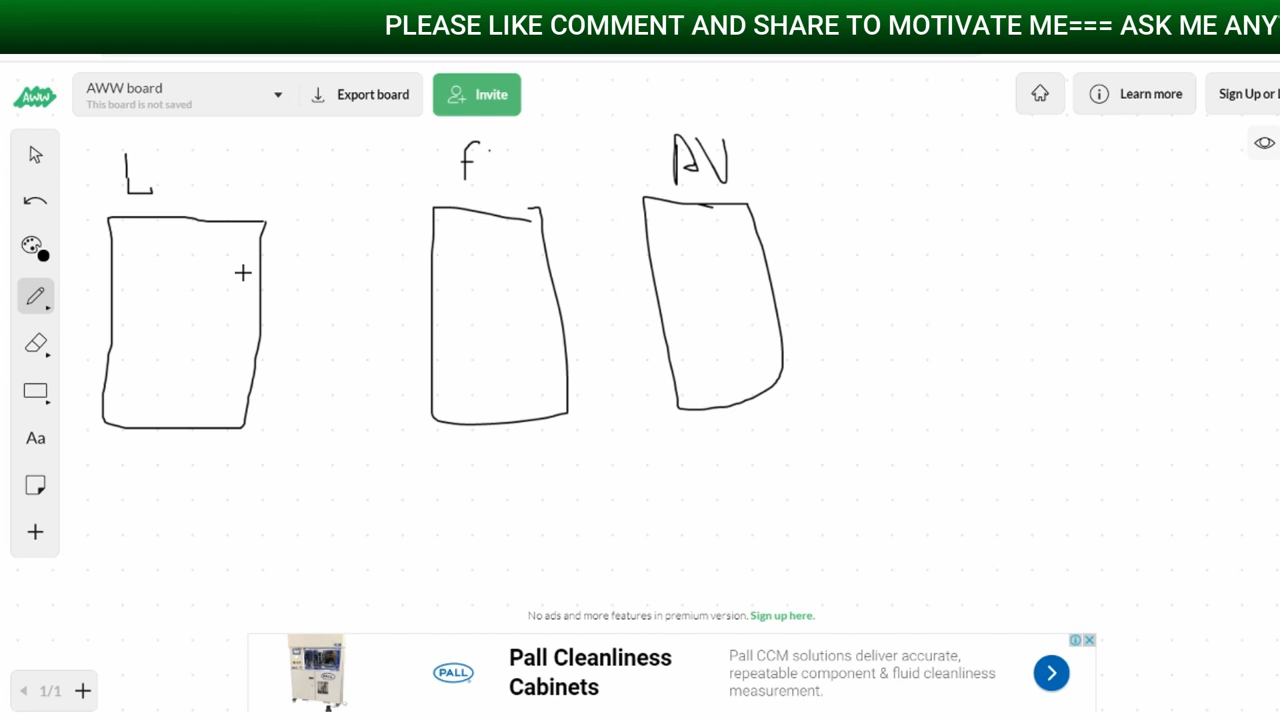 PLEASE LIKE COMMENT AND SHARE TO MOTIVATE ME=== ASK ME ANY
AWW
AWW board
This board is not saved
Export board
Invite
Learn more
Sign Up or
L
f
AV
Aa
No ads and more features in premium version. Sign up here.
PALL
Pall Cleanliness
Cabinets
Pall CCM solutions deliver accurate,
repeatable component & fluid cleanliness
measurement.
1/1